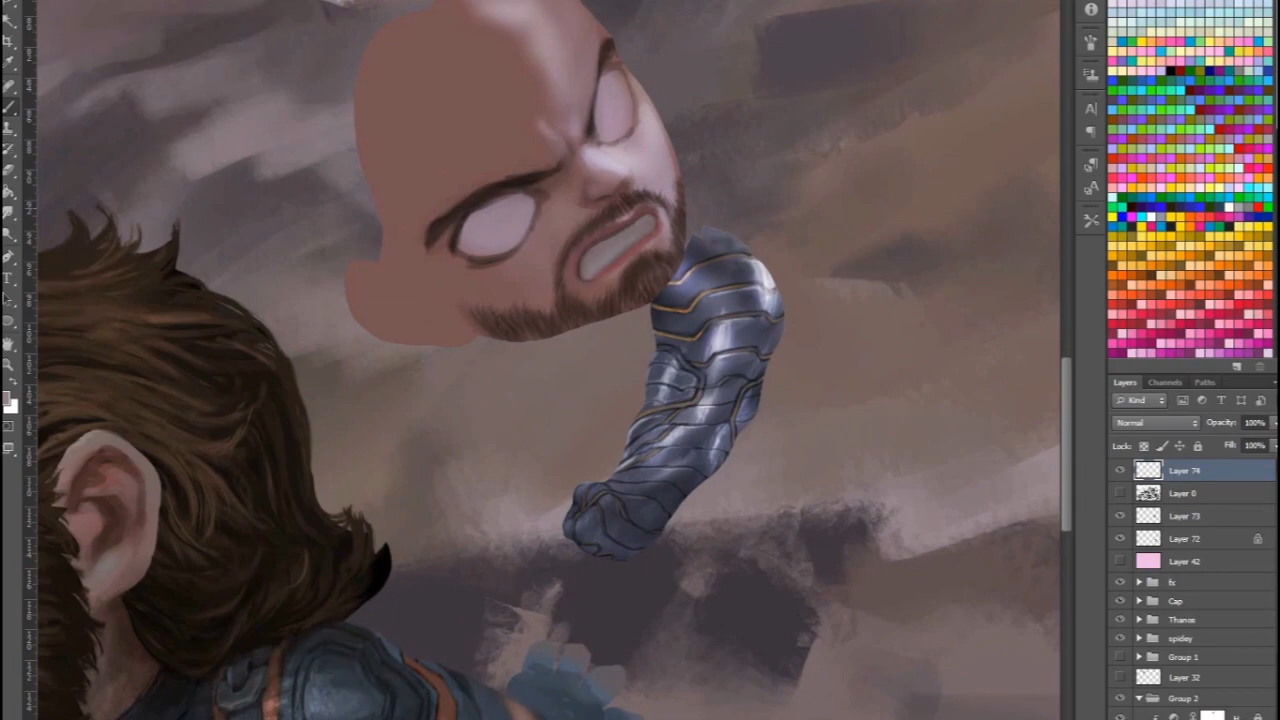 Layers Channels Paths
Kind
Normal Opacity: 100%
Lock: Fill: 100%
Layer 74
Layer 0
Layer 73
Layer 72
Layer 42
fx
Cap
Thanos
spidey
Group 1
Layer 32
Group 2